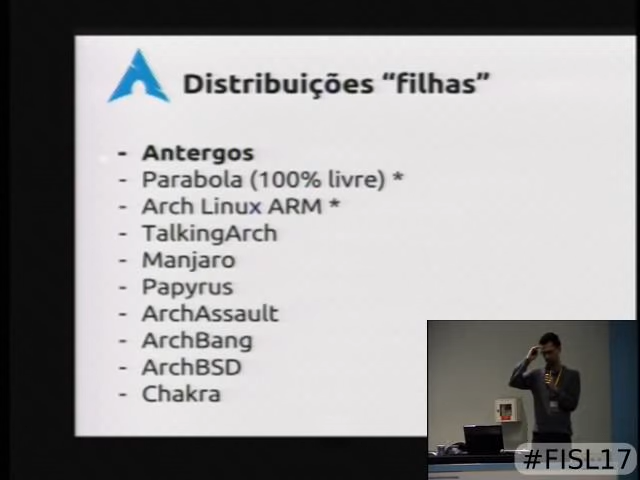 Distribuições “filhas”
- Antergos
- Parabola (100% livre) *
- Arch Linux ARM *
- TalkingArch
- Manjaro
- Papyrus
- ArchAssault
- ArchBang
- ArchBSD
- Chakra
#FISL17